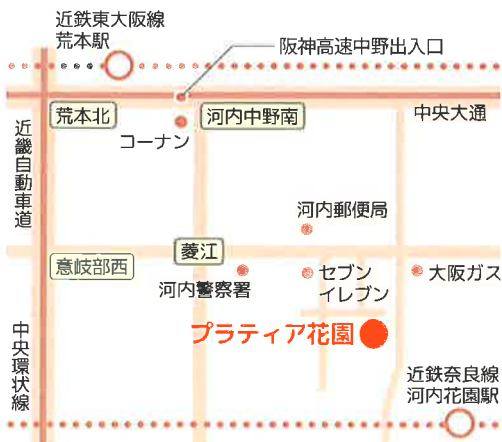 近鉄東大阪線
荒本駅
阪神高速中野出入口
荒本北
河内中野南
中央大通
コーナン
近畿自動車道
河内郵便局
菱江
意岐部西
セブン
イレブン
大阪ガス
河内警察署
プラティア花園
中央環状線
近鉄奈良線
河内花園駅